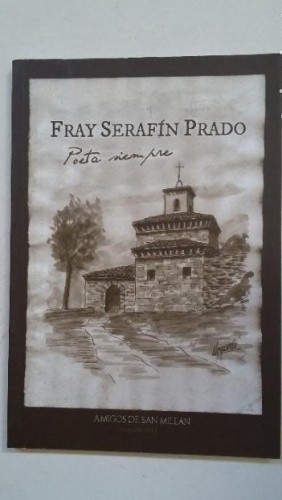 FRAY SERAFÍN PRADO
Poeta siempre
AMIGOS DE SAN MILLÁN